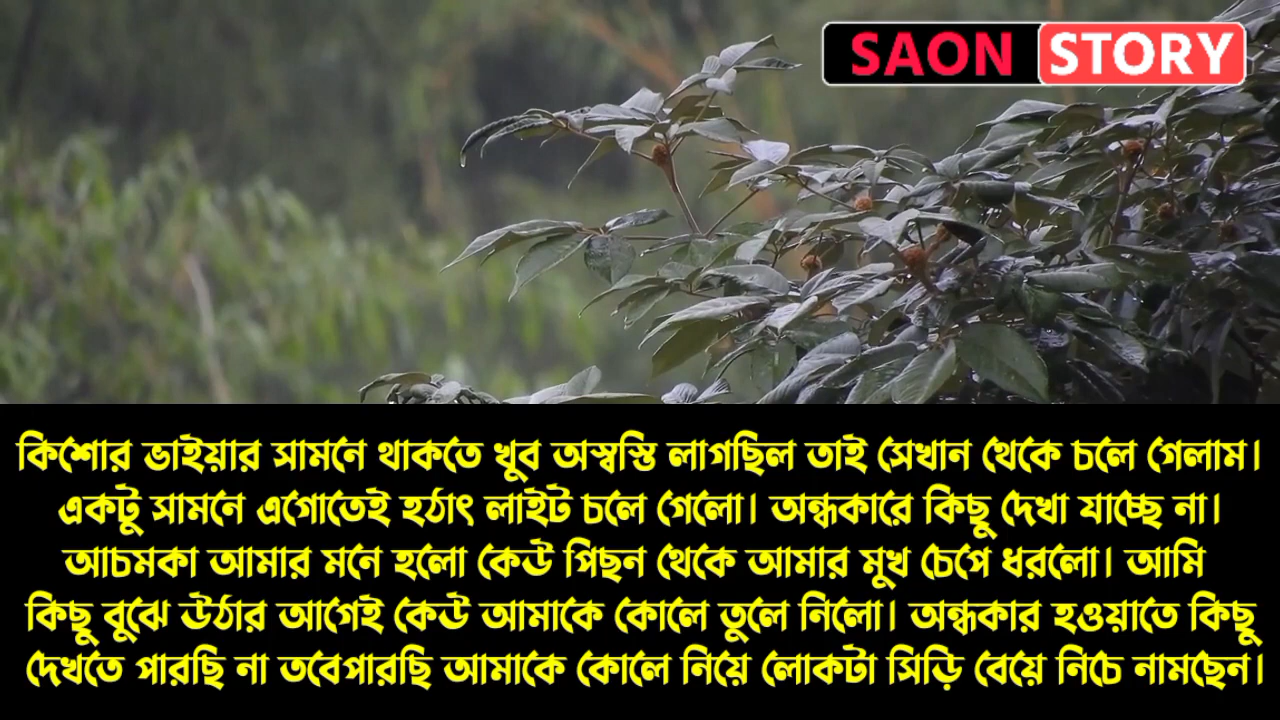 SAON STORY
কিশোর ভাইয়ার সামনে থাকতে খুব অস্বস্তি লাগছিল তাই সেখান থেকে চলে গেলাম।
একটু সামনে এগোতেই হঠাৎ লাইট চলে গেলো। অন্ধকারে কিছু দেখা যাচ্ছে না।
আচমকা আমার মনে হলো কেউ পিছন থেকে আমার মুখ চেপে ধরলো। আমি
কিছু বুঝে উঠার আগেই কেউ আমাকে কোলে তুলে নিলো। অন্ধকার হওয়াতে কিছু
দেখতে পারছি না তবেপারছি আমাকে কোলে নিয়ে লোকটা সিড়ি বেয়ে নিচে নামছেন।